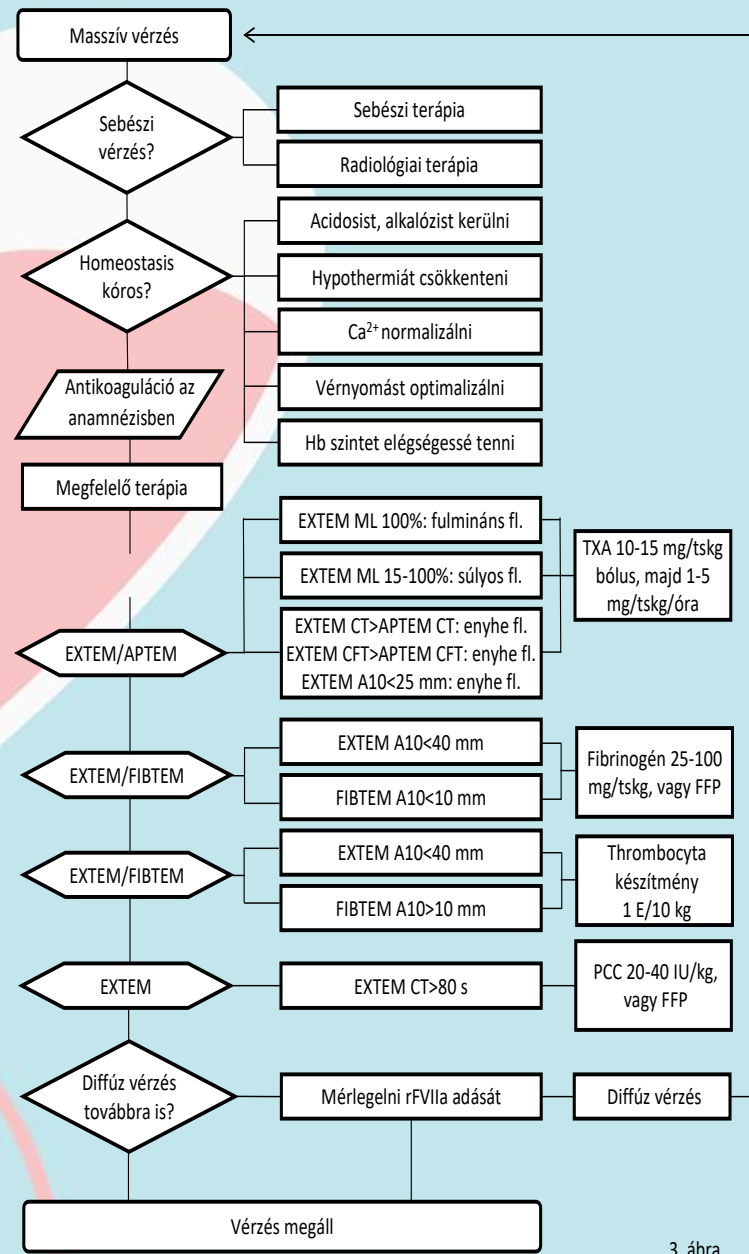 Masszív vérzés
Sebészi
vérzés?
Sebészi terápia
Radiológiai terápia
Homeostasis
kóros?
Acidosist, alkalózist kerülni
Hypothermiát csökkenteni
Ca²⁺ normalizálni
Vérnyomást optimalizálni
Hb szintet elégségessé tenni
Antikoaguláció az
anamnézisben
Megfelelő terápia
EXTEM/APTEM
EXTEM ML 100%: fulmináns fl.
EXTEM ML 15-100%: súlyos fl.
EXTEM CT>APTEM CT: enyhe fl.
EXTEM CFT>APTEM CFT: enyhe fl.
EXTEM A10<25 mm: enyhe fl.
TXA 10-15 mg/tskg
bólus, majd 1-5
mg/tskg/óra
EXTEM/FIBTEM
EXTEM A10<40 mm
FIBTEM A10<10 mm
Fibrinogén 25-100
mg/tskg, vagy FFP
EXTEM/FIBTEM
EXTEM A10<40 mm
FIBTEM A10>10 mm
Thrombocyta
készítmény
1 E/10 kg
EXTEM
EXTEM CT>80 s
PCC 20-40 IU/kg,
vagy FFP
Diffúz vérzés
továbbra is?
Mérlegelni rFVIIa adását
Diffúz vérzés
Vérzés megáll
3. ábra